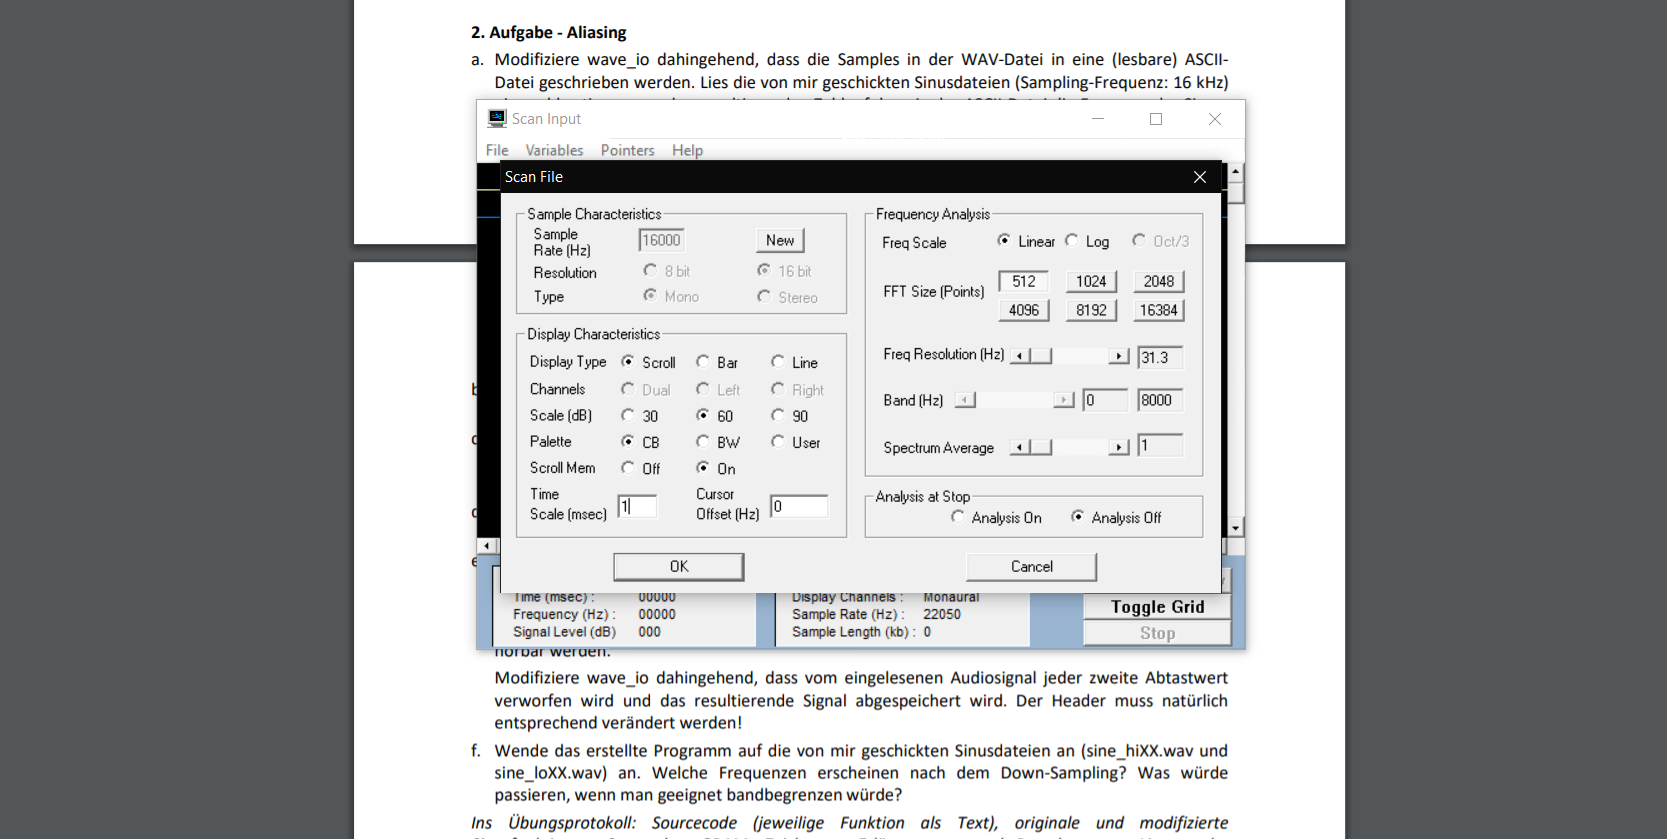 2. Aufgabe - Aliasing
a. Modifiziere wave_io dahingehend, dass die Samples in der WAV-Datei in eine (lesbare) ASCII-
Datei geschrieben werden. Lies die von mir geschickten Sinusdateien (Sampling-Frequenz: 16 kHz)
Scan Input
File Variables Pointers Help
Scan File
Sample Characteristics
Sample Rate (Hz) 16000 New
Resolution 8 bit 16 bit
Type Mono Stereo
Display Characteristics
Display Type Scroll Bar Line
Channels Dual Left Right
Scale (dB) 30 60 90
Palette CB BW User
Scroll Mem Off On
Time Scale (msec) 1 Cursor Offset (Hz) 0
Frequency Analysis
Freq Scale Linear Log Oct/3
FFT Size (Points) 512 1024 2048
4096 8192 16384
Freq Resolution (Hz) 31.3
Band (Hz) 0 8000
Spectrum Average 1
Analysis at Stop
Analysis On Analysis Off
OK Cancel
Time (msec) : 00000 Display Channels : Monaural
Frequency (Hz) : 00000 Sample Rate (Hz) : 22050
Signal Level (dB) 000 Sample Length (kb) : 0
Toggle Grid
Stop
hörbar werden.
Modifiziere wave_io dahingehend, dass vom eingelesenen Audiosignal jeder zweite Abtastwert
verworfen wird und das resultierende Signal abgespeichert wird. Der Header muss natürlich
entsprechend verändert werden!
f. Wende das erstellte Programm auf die von mir geschickten Sinusdateien an (sine_hiXX.wav und
sine_loXX.wav) an. Welche Frequenzen erscheinen nach dem Down-Sampling? Was würde
passieren, wenn man geeignet bandbegrenzen würde?
Ins Übungsprotokoll: Sourcecode (jeweilige Funktion als Text), originale und modifizierte